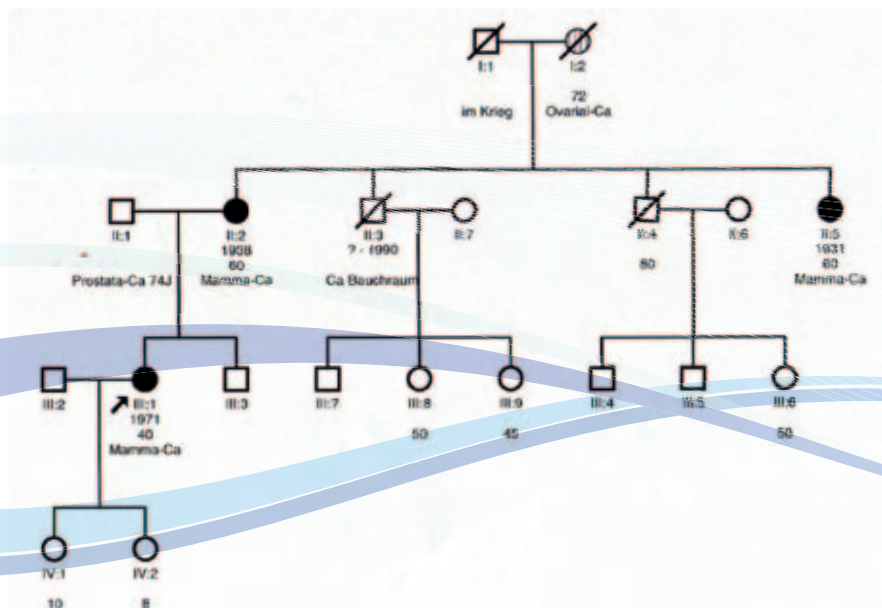 I:1 I:2
72
im Krieg Ovarial-Ca
II:1 II:2 II:3 II:7 II:4 II:6 II:5
1938 ? - 1990 1931
60 80 60
Prostata-Ca 74J Mamma-Ca Ca Bauchraum Mamma-Ca
III:2 III:1 III:3 III:7 III:8 III:9 III:4 III:5 III:6
1971
40 50 45 50
Mamma-Ca
IV:1 IV:2
10 8